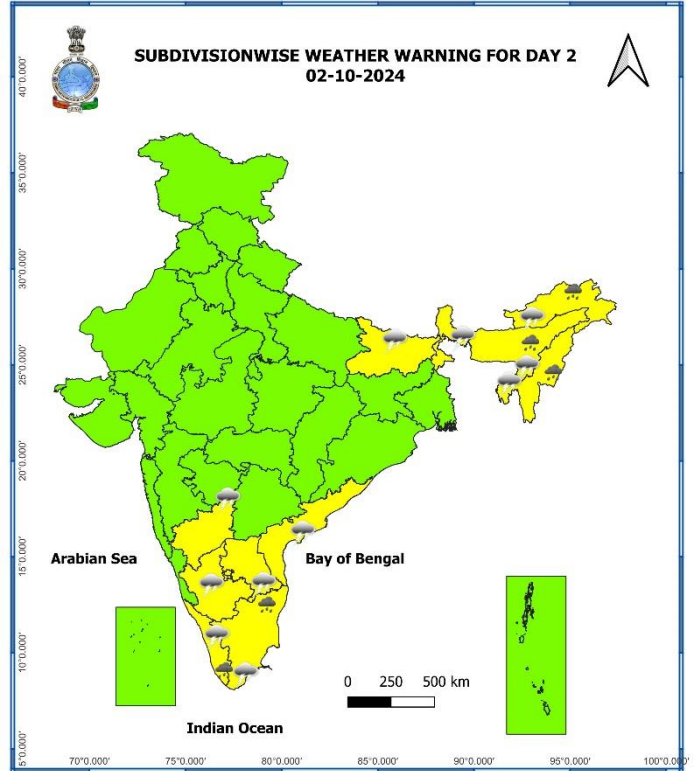 SUBDIVISIONWISE WEATHER WARNING FOR DAY 2
02-10-2024
40°0.000'
35°0.000'
30°0.000'
25°0.000'
20°0.000'
15°0.000'
10°0.000'
5°0.000'
Arabian Sea
Bay of Bengal
0 250 500 km
Indian Ocean
70°0.000' 75°0.000' 80°0.000' 85°0.000' 90°0.000' 95°0.000' 100°0.000'